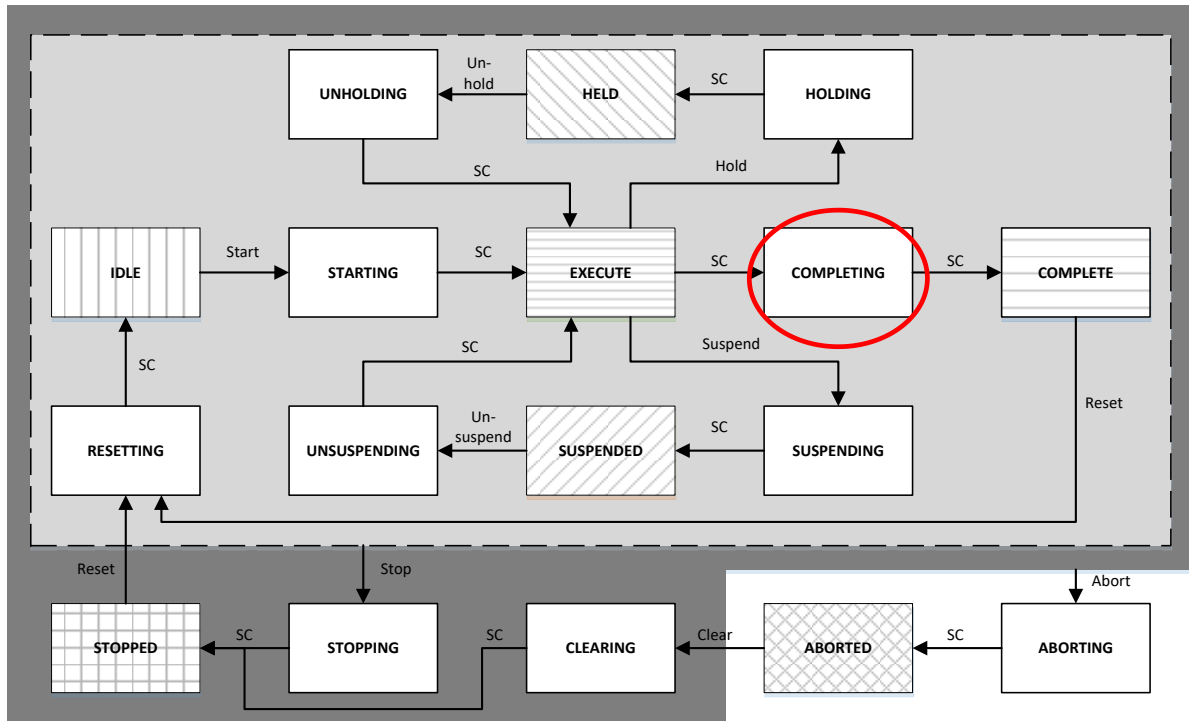 Un-
hold
SC
UNHOLDING
HELD
HOLDING
SC
Hold
Start
SC
SC
SC
IDLE
STARTING
EXECUTE
COMPLETING
COMPLETE
SC
Suspend
SC
Un-
suspend
SC
Reset
RESETTING
UNSUSPENDING
SUSPENDED
SUSPENDING
Reset
Stop
Abort
SC
SC
Clear
SC
STOPPED
STOPPING
CLEARING
ABORTED
ABORTING